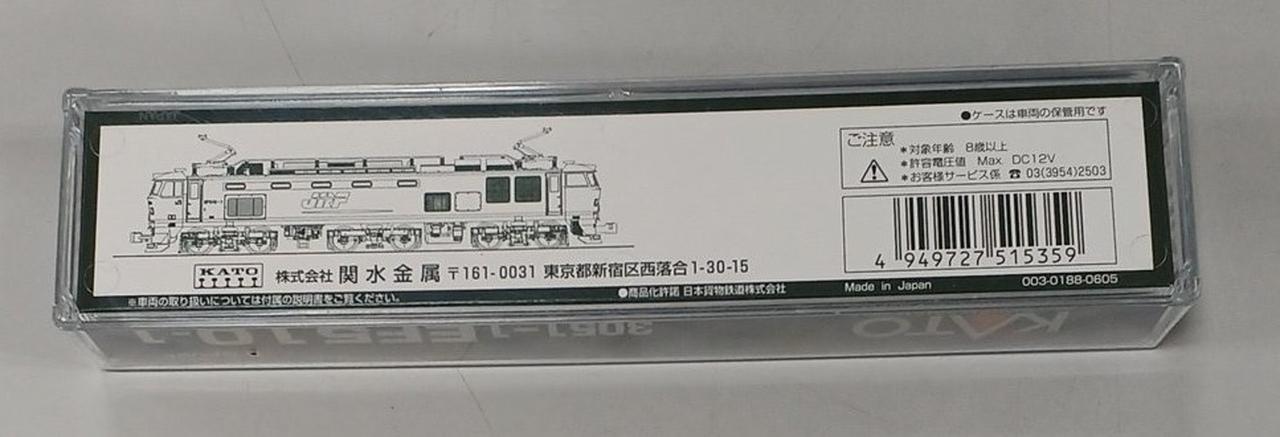 ●ケースは車両の保管用です
ご注意
*対象年齢 8歳以上
*許容電圧値 Max. DC12V
*お客様サービス係 ☎ 03(3954)2503
JRF
4 949727 515359
KATO
株式会社 関水金属 〒161-0031 東京都新宿区西落合1-30-15
Made in Japan
003-0188-0605
※車両の取り扱いについては付属の説明書をご覧ください。
●商品化許諾 日本貨物鉄道株式会社
KATO
3051-1 EF510-1